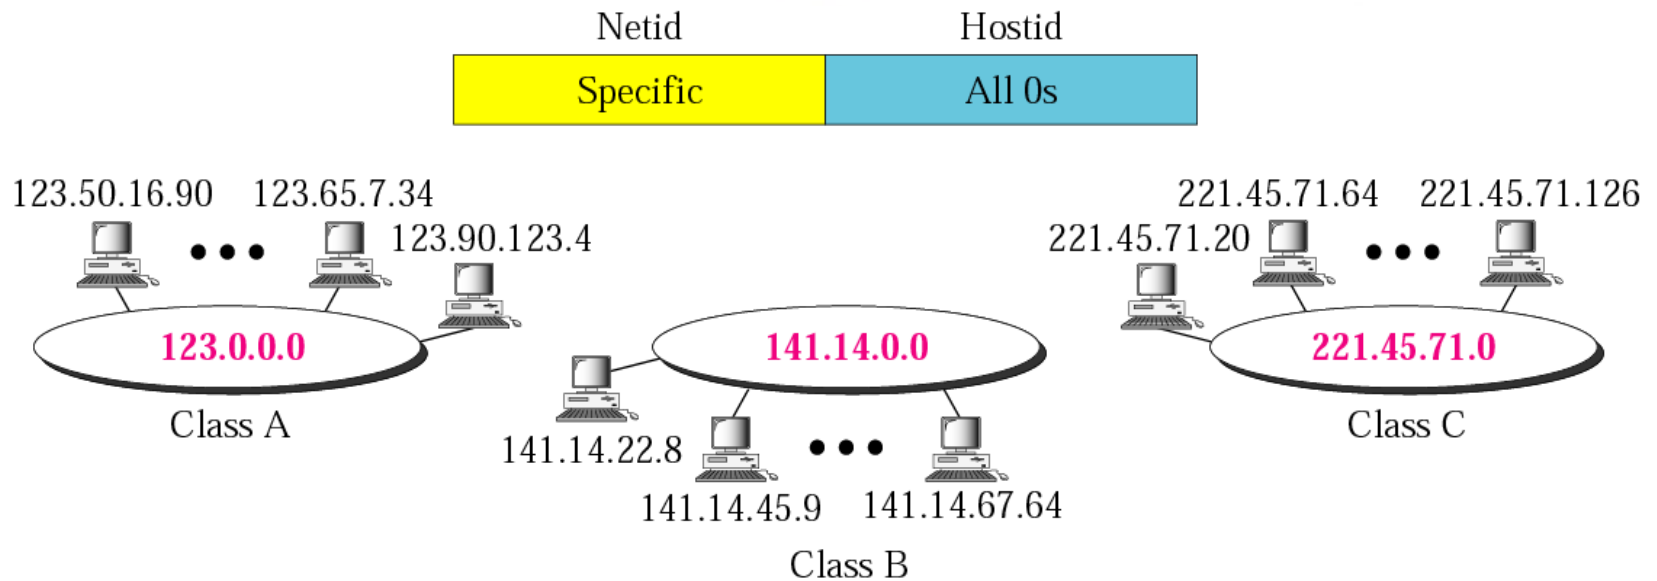 Netid Hostid
Specific All 0s
123.50.16.90 123.65.7.34
123.90.123.4
123.0.0.0
Class A
141.14.0.0
141.14.22.8
141.14.45.9 141.14.67.64
Class B
221.45.71.64 221.45.71.126
221.45.71.20
221.45.71.0
Class C